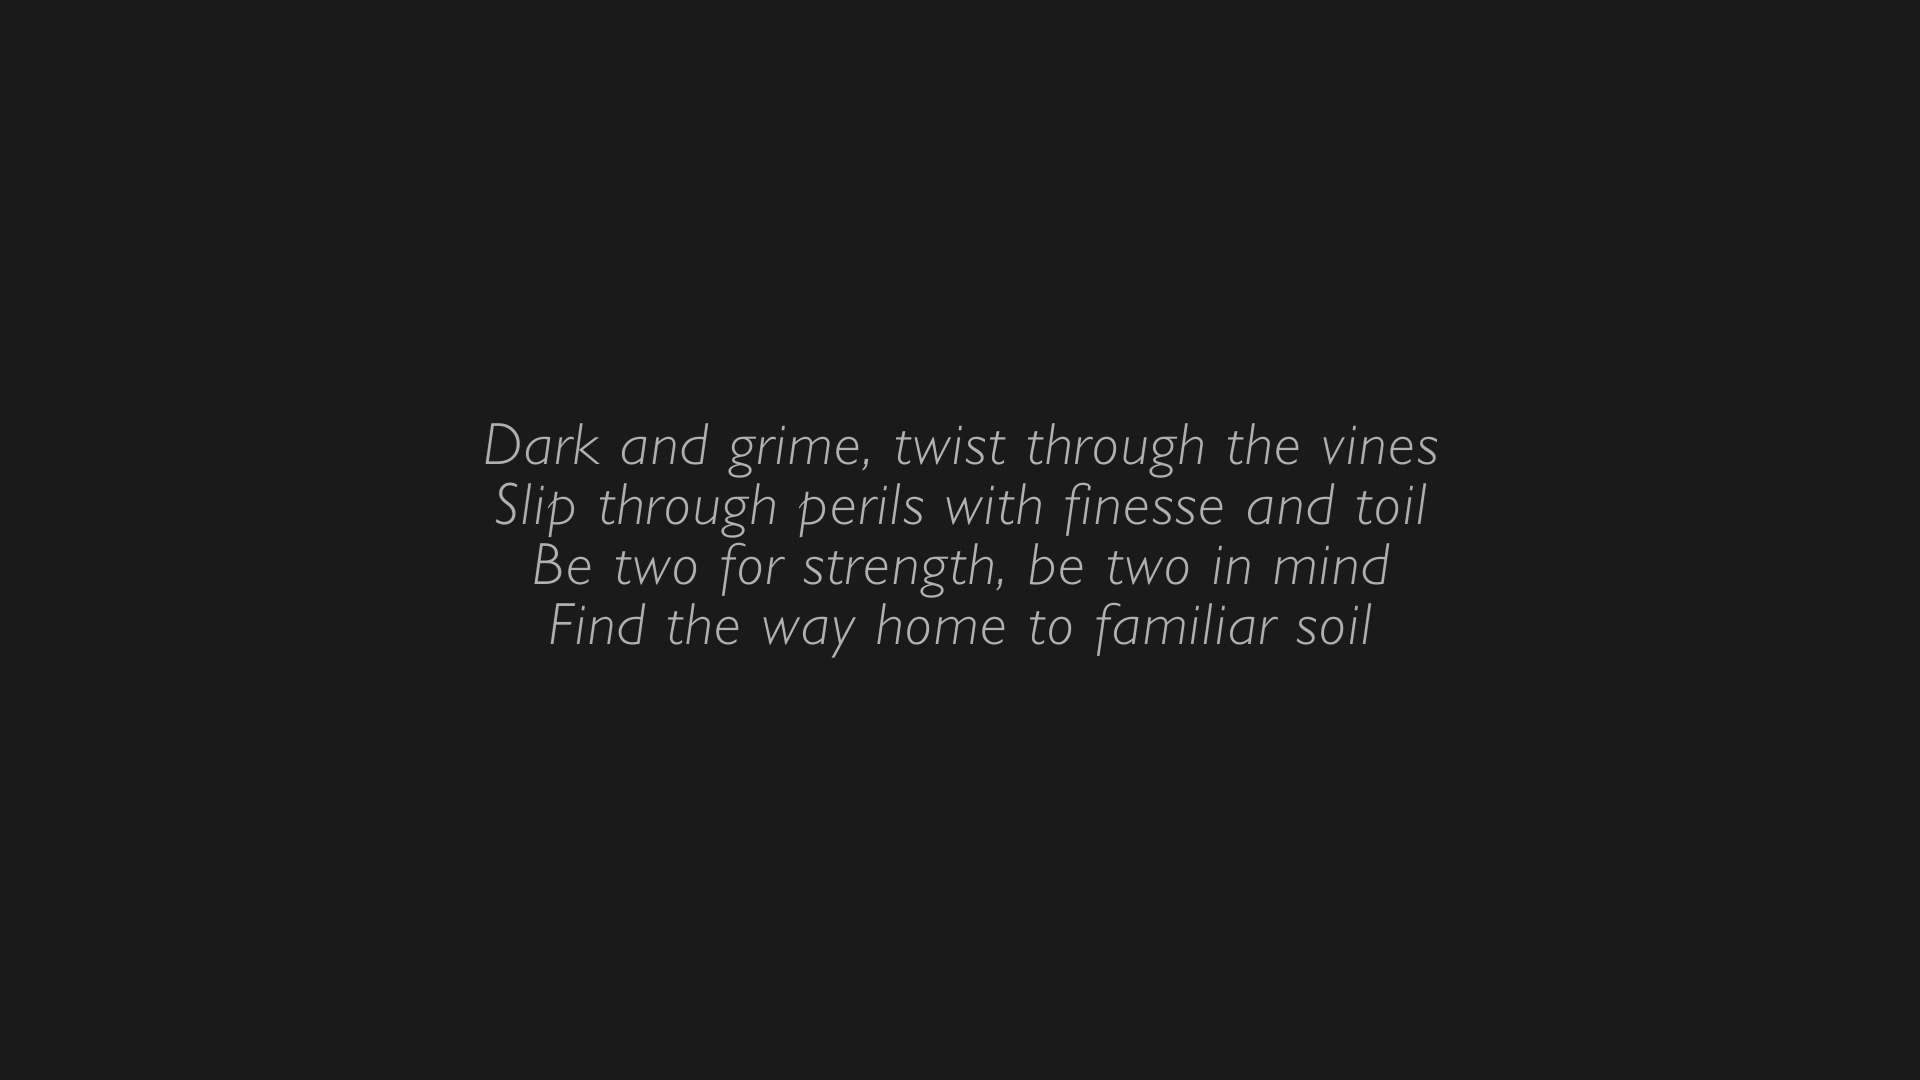 Dark and grime, twist through the vines
Slip through perils with finesse and toil
Be two for strength, be two in mind
Find the way home to familiar soil